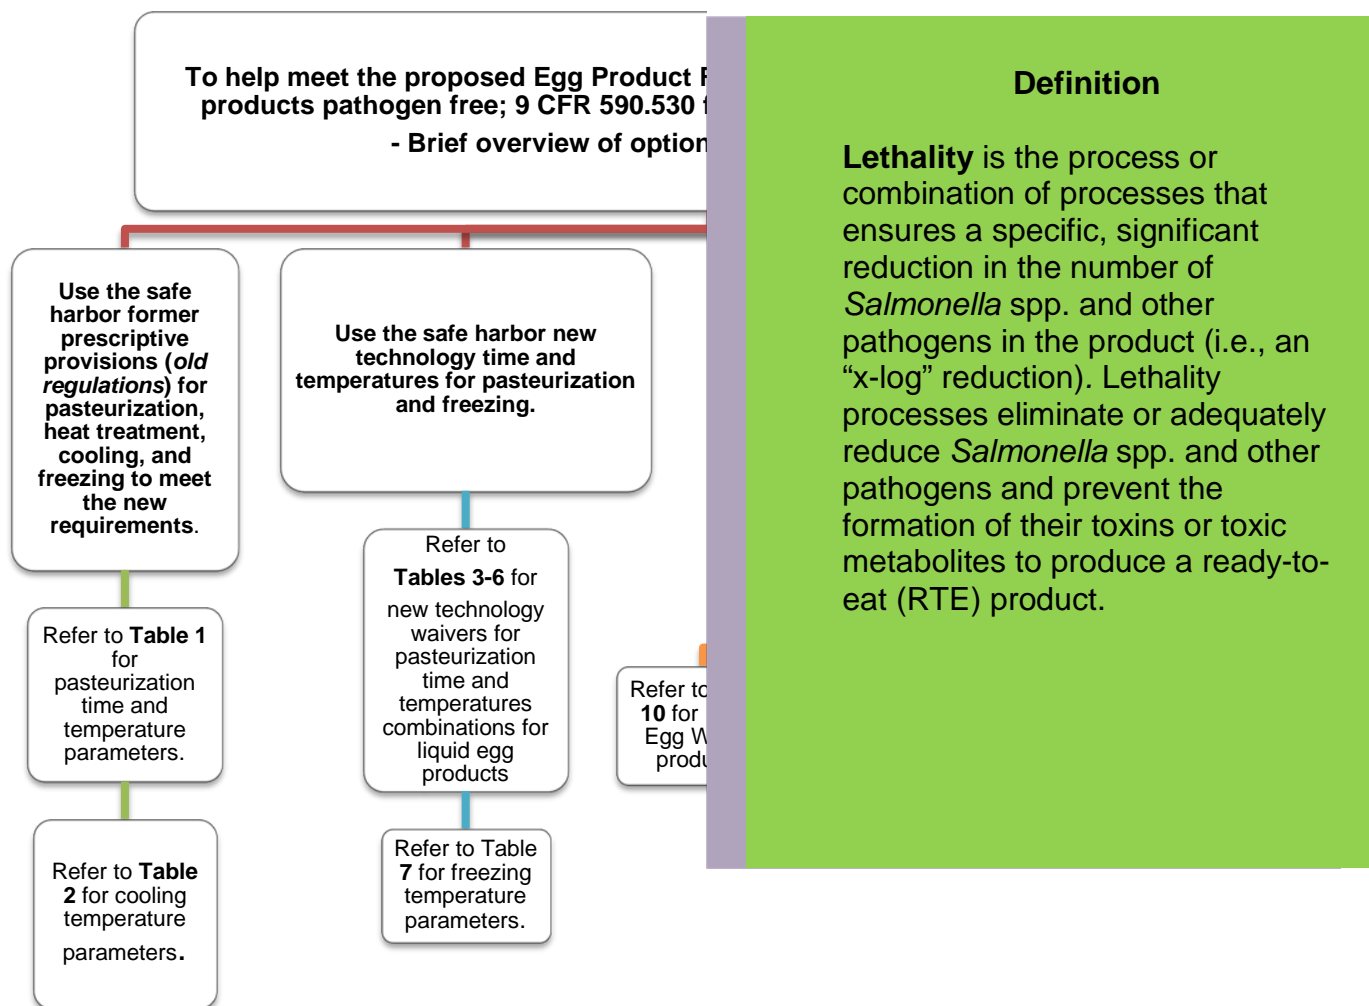 To help meet the proposed Egg Product
products pathogen free; 9 CFR 590.530
- Brief overview of option
Use the safe
harbor former
prescriptive
provisions (old
regulations) for
pasteurization,
heat treatment,
cooling, and
freezing to meet
the new
requirements.
Refer to Table 1
for
pasteurization
time and
temperature
parameters.
Refer to Table
2 for cooling
temperature
parameters.
Use the safe harbor new
technology time and
temperatures for pasteurization
and freezing.
Refer to
Tables 3-6 for
new technology
waivers for
pasteurization
time and
temperatures
combinations for
liquid egg
products
Refer to Table
7 for freezing
temperature
parameters.
Refer to
10 for
Egg W
produ
Definition
Lethality is the process or
combination of processes that
ensures a specific, significant
reduction in the number of
Salmonella spp. and other
pathogens in the product (i.e., an
“x-log” reduction). Lethality
processes eliminate or adequately
reduce Salmonella spp. and other
pathogens and prevent the
formation of their toxins or toxic
metabolites to produce a ready-to-
eat (RTE) product.